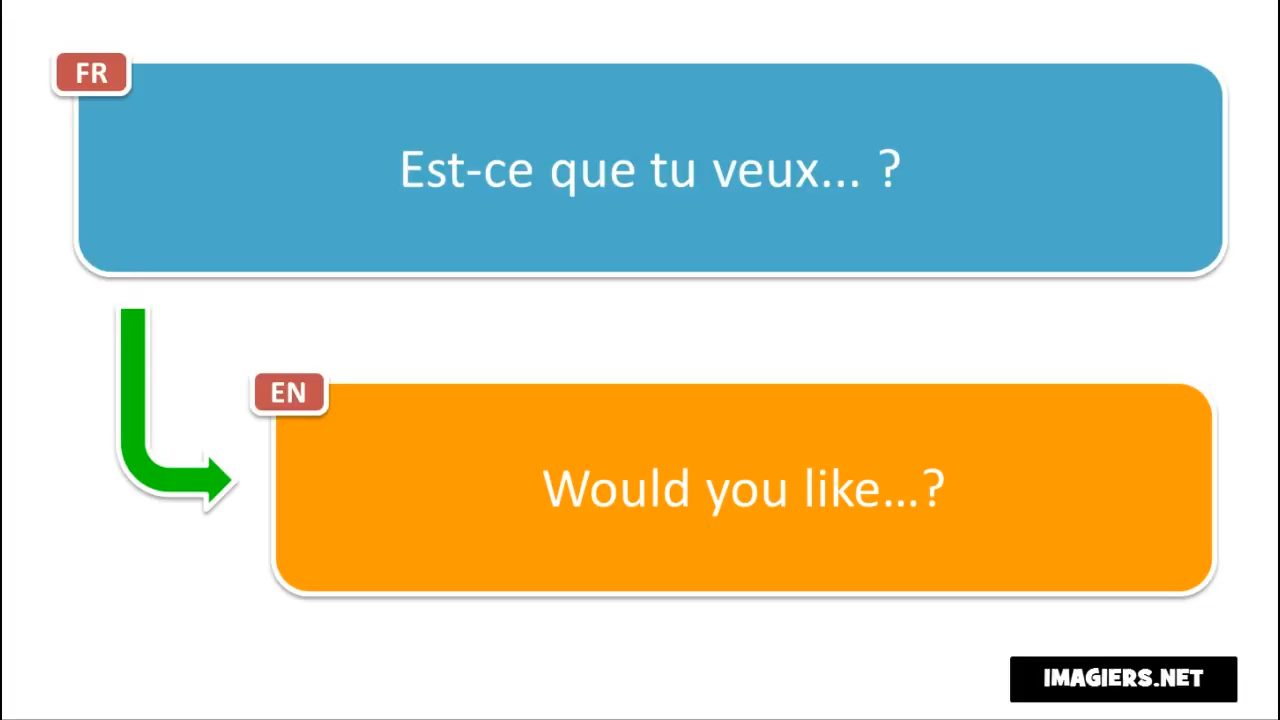 FR
Est-ce que tu veux... ?
EN
Would you like...?
IMAGIERS.NET